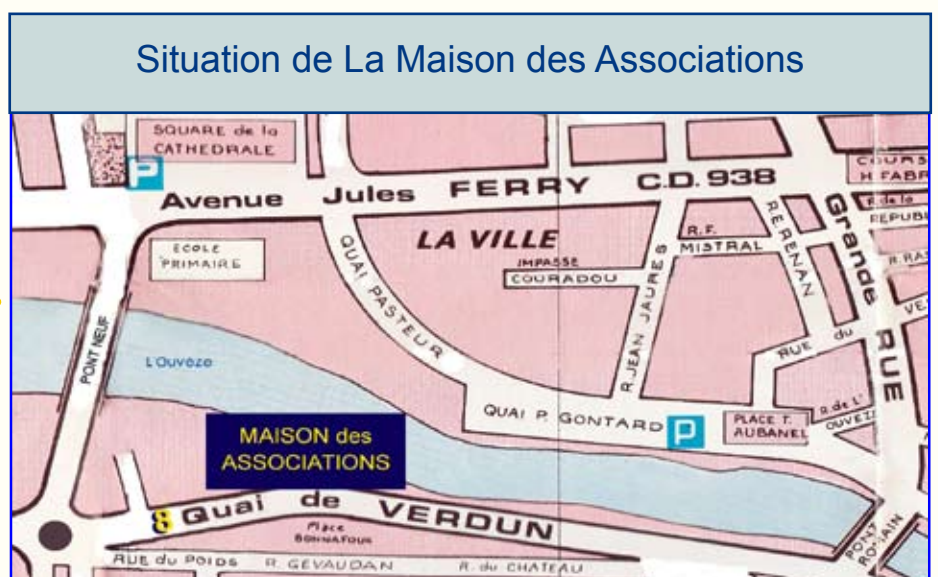 Situation de La Maison des Associations
SQUARE de la
CATHEDRALE
P
Avenue Jules FERRY C.D. 938
COURS
H. FABR
R. de la
REPUBL
Grande RUE
ECOLE
PRIMAIRE
LA VILLE
R.F.
MISTRAL
R.E.RENAN
IMPASSE
COURADOU
QUAI PASTEUR
R. JEAN JAURES
R. RAS
VE
PONT NEUF
L'Ouvèze
RUE du
QUAI P. GONTARD
P
PLACE T.
AUBANEL
R. de L'
OUVEZE
MAISON des
ASSOCIATIONS
8
Quai de VERDUN
Place
BONNAFOUX
PONT
ROMAIN
RUE du POIDS
R. GEVAUDAN
R. du CHATEAU